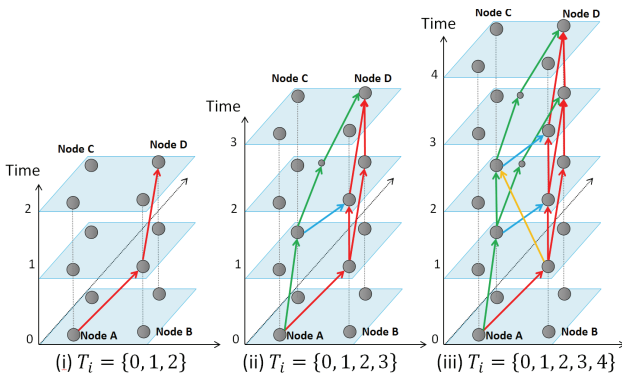 Node C
Node D
Time
2
1
0
Node A
Node B
(i) T_i = {0, 1, 2}
Node C
Node D
Time
3
2
1
0
Node A
Node B
(ii) T_i = {0, 1, 2, 3}
Node C
Node D
Time
4
3
2
1
0
Node A
Node B
(iii) T_i = {0, 1, 2, 3, 4}